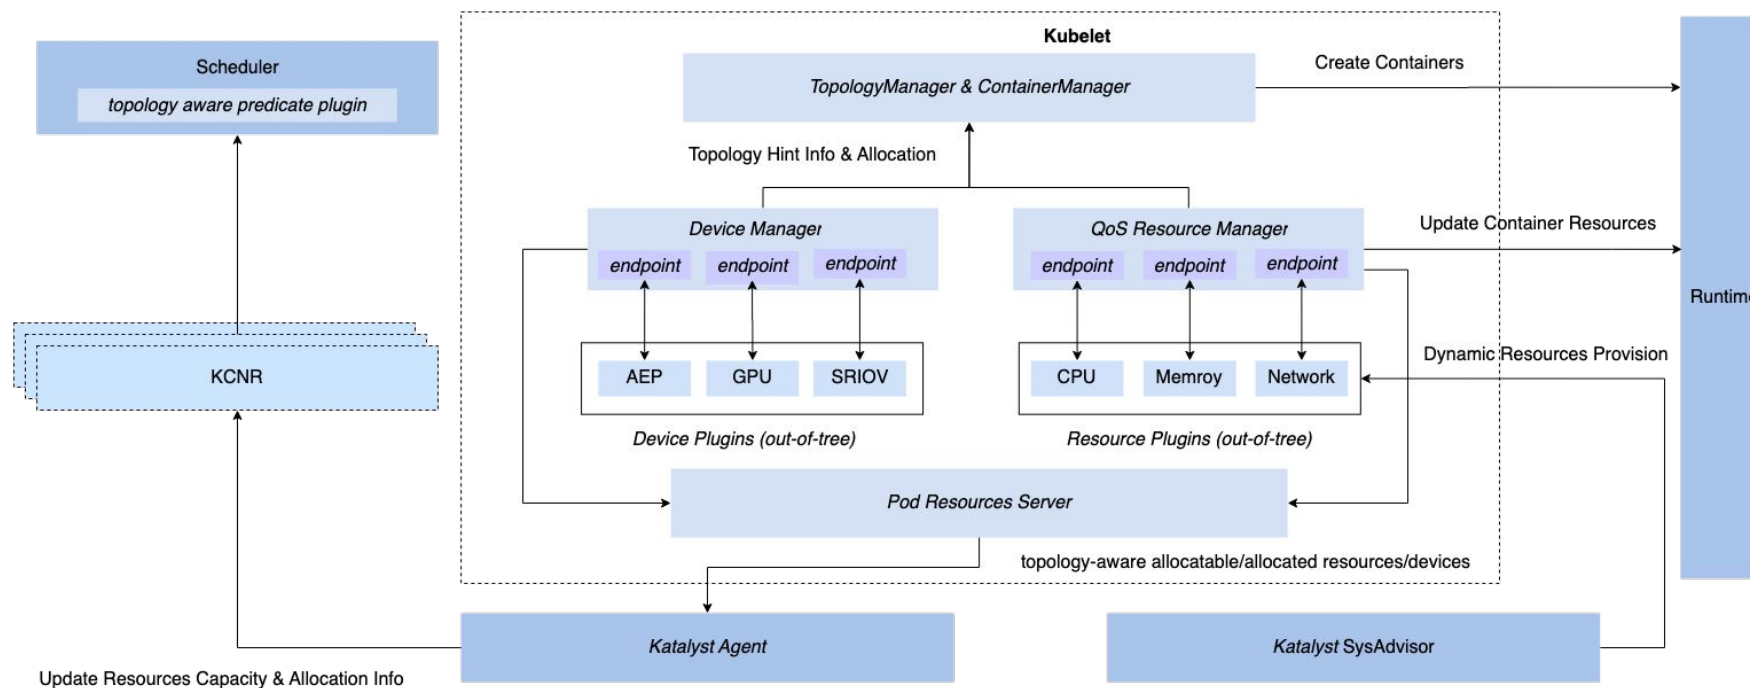 Kubelet
Scheduler
topology aware predicate plugin
TopologyManager & ContainerManager
Create Containers
Topology Hint Info & Allocation
Device Manager
endpoint
endpoint
endpoint
QoS Resource Manager
endpoint
endpoint
endpoint
Update Container Resources
Runtime
KCNR
AEP
GPU
SRIOV
Device Plugins (out-of-tree)
CPU
Memroy
Network
Resource Plugins (out-of-tree)
Dynamic Resources Provision
Pod Resources Server
topology-aware allocatable/allocated resources/devices
Katalyst Agent
Katalyst SysAdvisor
Update Resources Capacity & Allocation Info